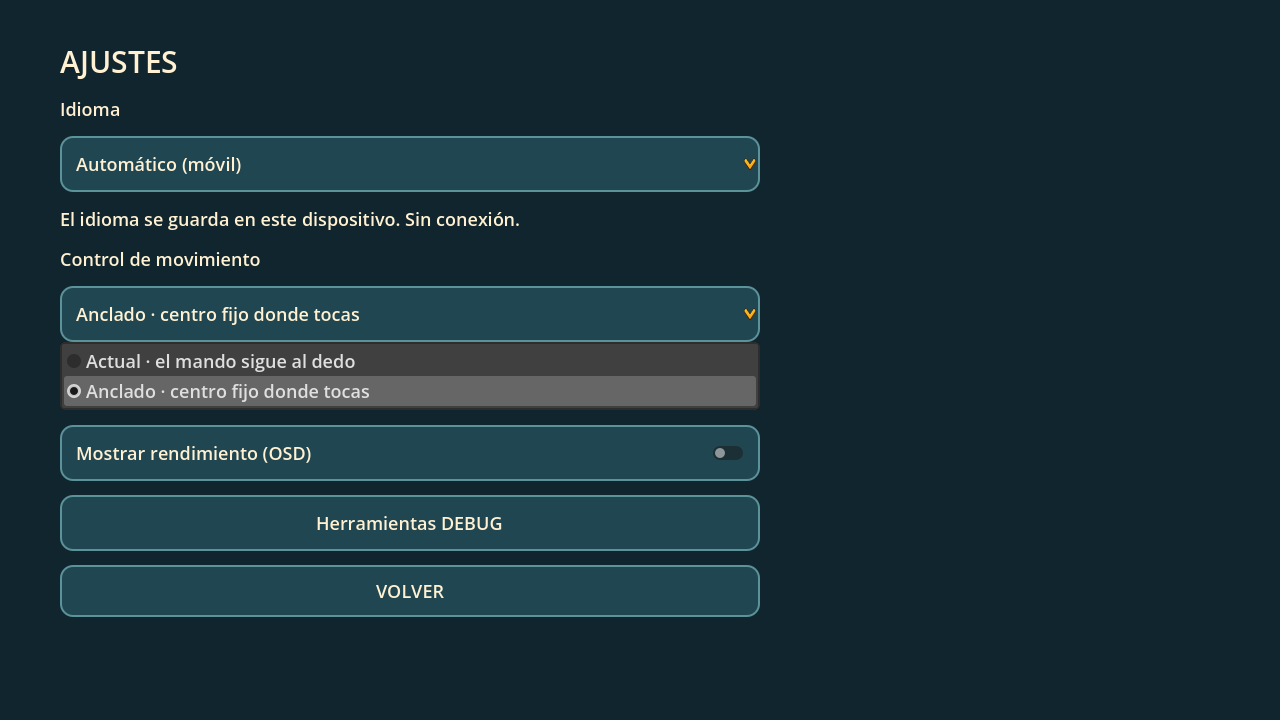 AJUSTES
Idioma
Automático (móvil)
El idioma se guarda en este dispositivo. Sin conexión.
Control de movimiento
Anclado · centro fijo donde tocas
Actual · el mando sigue al dedo
Anclado · centro fijo donde tocas
Mostrar rendimiento (OSD)
Herramientas DEBUG
VOLVER